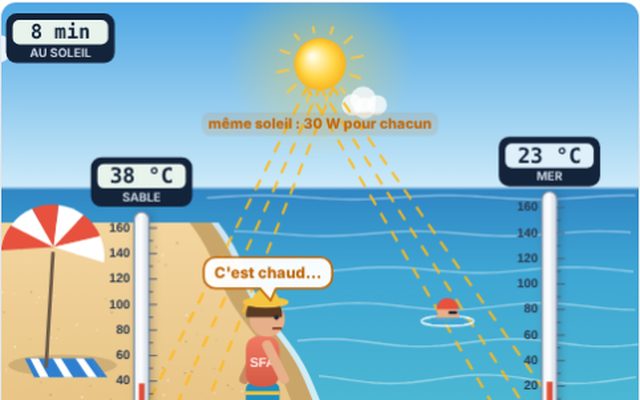 8 min
AU SOLEIL
même soleil : 30 W pour chacun
38 °C
SABLE
23 °C
MER
160
140
120
100
80
60
40
160
140
120
100
80
60
40
20
C'est chaud...
SFA